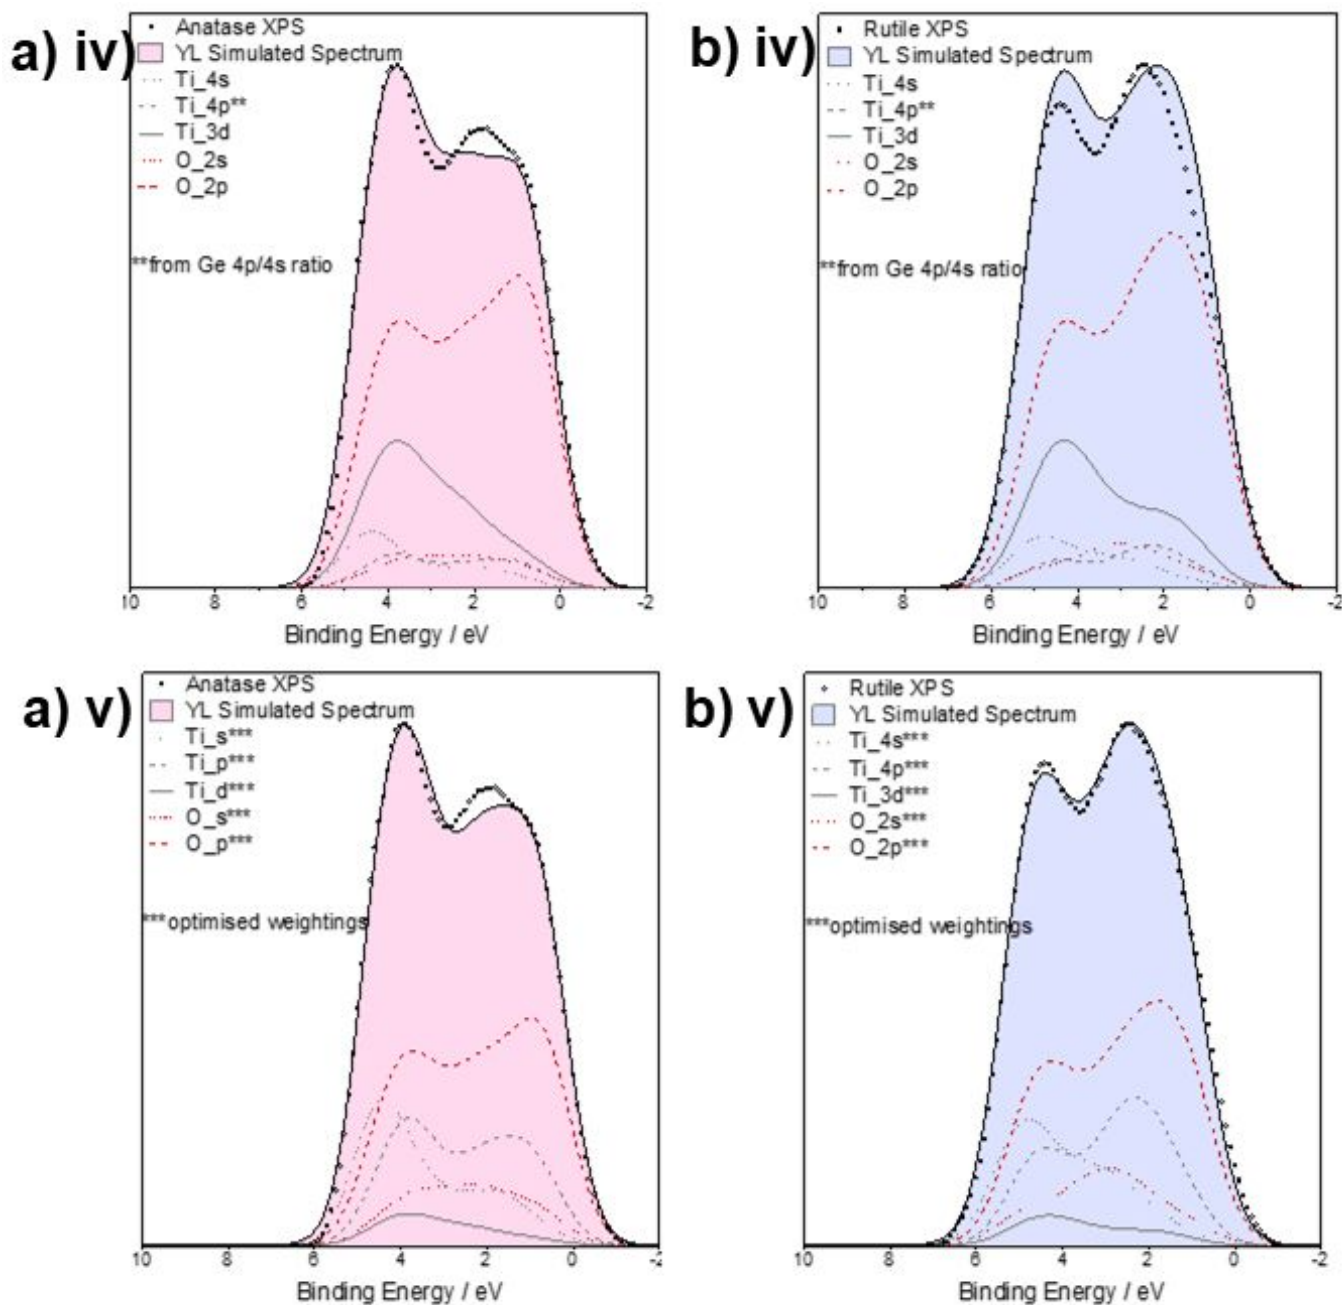 a) iv)
Anatase XPS
YL Simulated Spectrum
Ti_4s
Ti_4p**
Ti_3d
O_2s
O_2p
**from Ge 4p/4s ratio
10 8 6 4 2 0 -2
Binding Energy / eV
b) iv)
Rutile XPS
YL Simulated Spectrum
Ti_4s
Ti_4p**
Ti_3d
O_2s
O_2p
**from Ge 4p/4s ratio
10 8 6 4 2 0 -2
Binding Energy / eV
a) v)
Anatase XPS
YL Simulated Spectrum
Ti_s***
Ti_p***
Ti_d***
O_s***
O_p***
***optimised weightings
10 8 6 4 2 0 -2
Binding Energy / eV
b) v)
Rutile XPS
YL Simulated Spectrum
Ti_4s***
Ti_4p***
Ti_3d***
O_2s***
O_2p***
***optimised weightings
10 8 6 4 2 0 -2
Binding Energy / eV